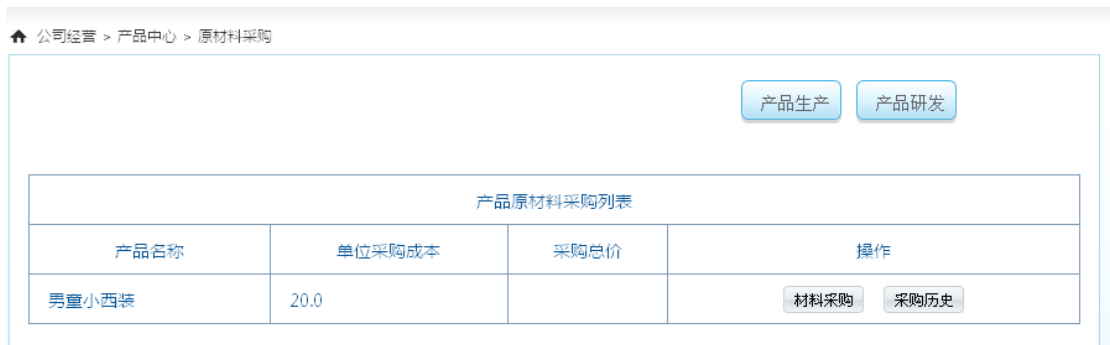 公司经营 > 产品中心 > 原材料采购
产品生产 产品研发
产品原材料采购列表
产品名称 单位采购成本 采购总价 操作
男童小西装 20.0 材料采购 采购历史